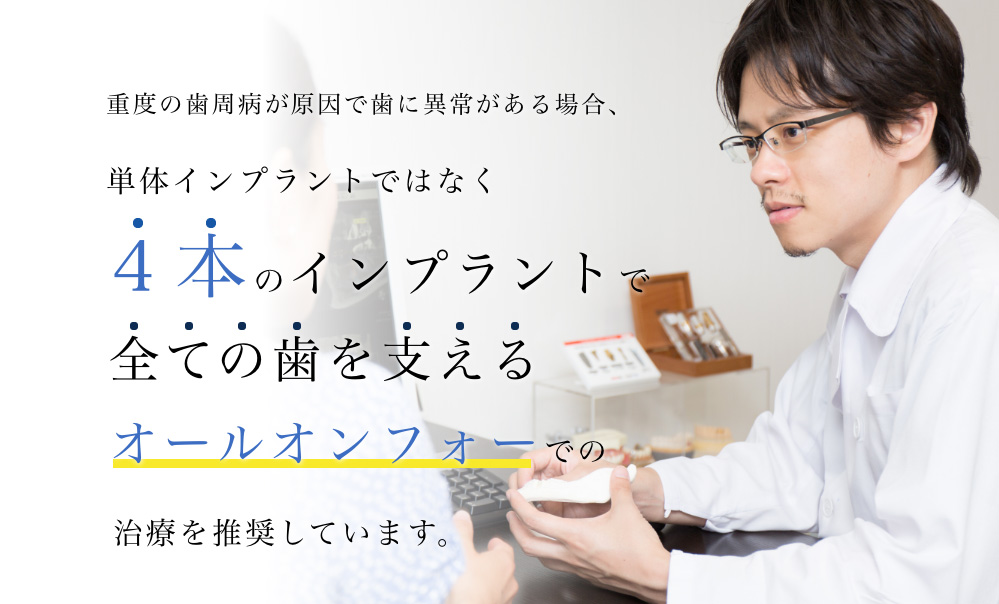 重度の歯周病が原因で歯に異常がある場合、
単体インプラントではなく
4本のインプラントで
全ての歯を支える
オールオンフォーでの
治療を推奨しています。